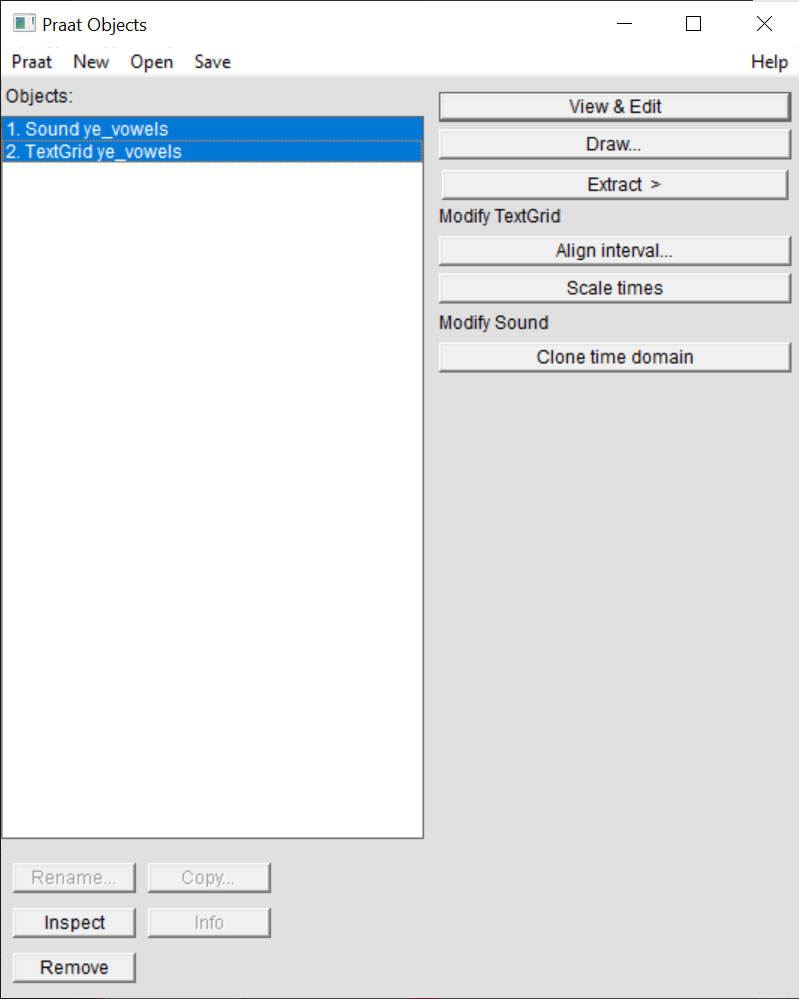 Praat Objects
Praat New Open Save Help
Objects:
1. Sound ye_vowels
2. TextGrid ye_vowels
View & Edit
Draw...
Extract >
Modify TextGrid
Align interval...
Scale times
Modify Sound
Clone time domain
Rename... Copy...
Inspect Info
Remove